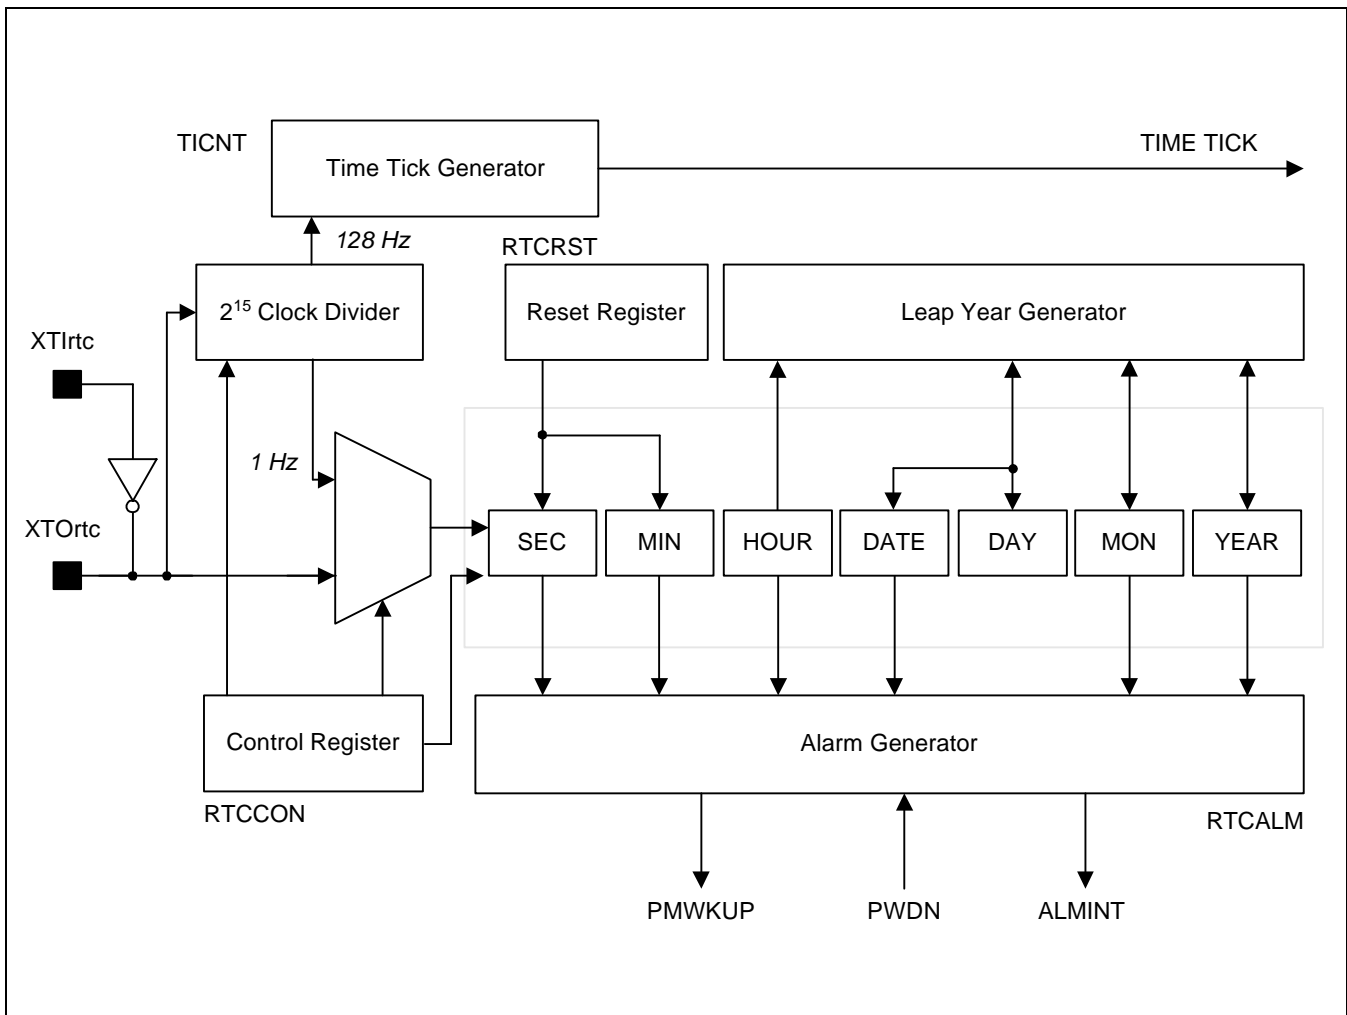 TICNT
Time Tick Generator
TIME TICK
128 Hz
RTCRST
2¹⁵ Clock Divider
Reset Register
Leap Year Generator
XTIrtc
1 Hz
XTOrtc
SEC
MIN
HOUR
DATE
DAY
MON
YEAR
Control Register
Alarm Generator
RTCCON
RTCALM
PMWKUP
PWDN
ALMINT